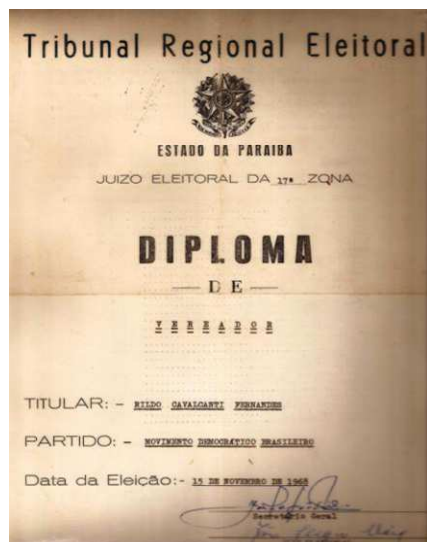 Tribunal Regional Eleitoral
ESTADO DA PARAIBA
JUIZO ELEITORAL DA 17ª ZONA
DIPLOMA
DE
VEREADOR
TITULAR: - RILDO CAVALCANTI FERNANDES
PARTIDO: - MOVIMENTO DEMOCRÁTICO BRASILEIRO
Data da Eleição:- 15 DE NOVEMBRO DE 1968
Secretário Geral